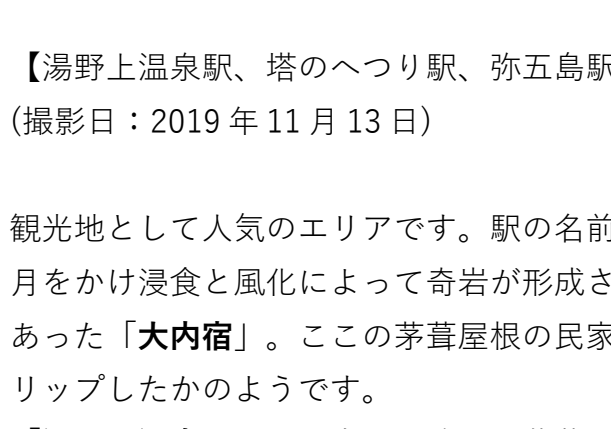 【湯野上温泉駅、塔のへつり駅、弥五島駅
(撮影日：2019 年 11 月 13 日)
観光地として人気のエリアです。駅の名前
月をかけ浸食と風化によって奇岩が形成さ
あった「大内宿」。ここの茅葺屋根の民家
リップしたかのようです。